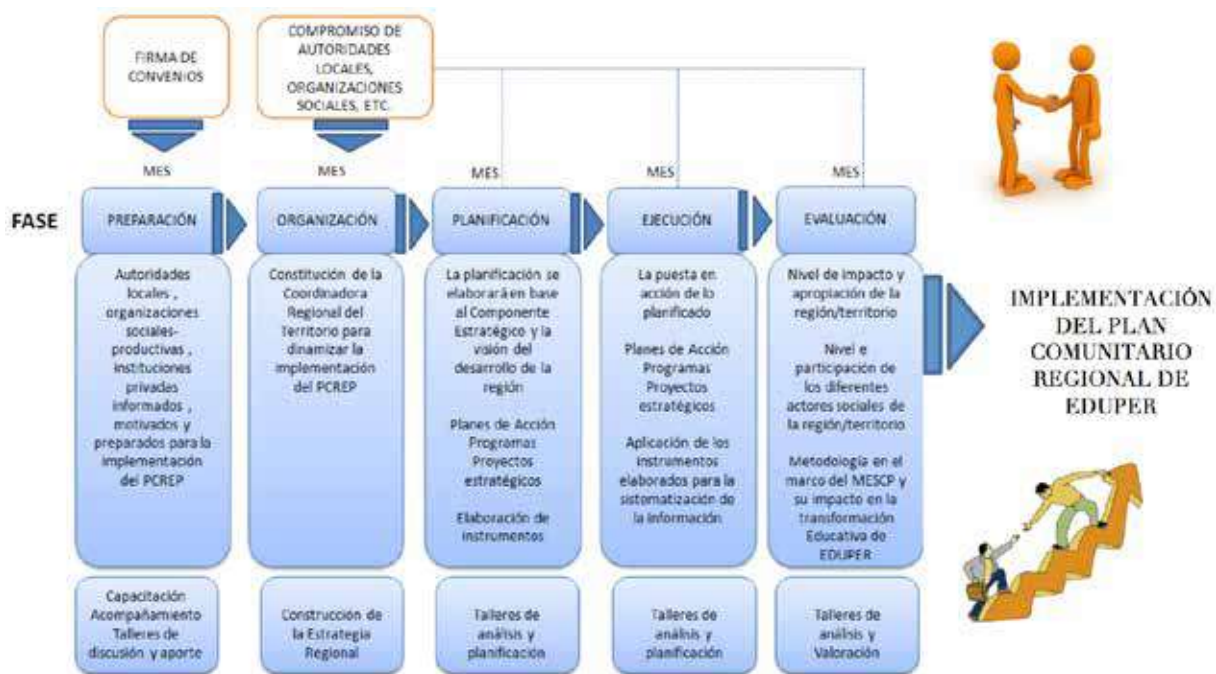 FIRMA DE
CONVENIOS
COMPROMISO DE
AUTORIDADES
LOCALES,
ORGANIZACIONES
SOCIALES, ETC.
MES
MES
MES
MES
MES
FASE
PREPARACIÓN
ORGANIZACIÓN
PLANIFICACIÓN
EJECUCIÓN
EVALUACIÓN
Autoridades
locales ,
organizaciones
sociales-
productivas ,
instituciones
privadas
informados ,
motivados y
preparados para la
implementación
del PCREP
Constitución de la
Coordinadora
Regional del
Territorio para
dinamizar la
implementación
del PCREP
La planificación se
elaborará en base
al Componente
Estratégico y la
visión del
desarrollo de la
región
Planes de Acción
Programas
Proyectos
estratégicos
Elaboración de
instrumentos
La puesta en
acción de lo
planificado
Planes de Acción
Programas
Proyectos
estratégicos
Aplicación de los
instrumentos
elaborados para la
sistematización de
la información
Nivel de impacto y
apropiación de la
región/territorio
Nivel e
participación de
los diferentes
actores sociales de
la región/territorio
Metodología en el
marco del MESCP y
su impacto en la
transformación
Educativa de
EDUPER
IMPLEMENTACIÓN
DEL PLAN
COMUNITARIO
REGIONAL DE
EDUPER
Capacitación
Acompañamiento
Talleres de
discusión y aporte
Construcción de
la Estrategia
Regional
Talleres de
análisis y
planificación
Talleres de
análisis y
planificación
Talleres de
análisis y
Valoración